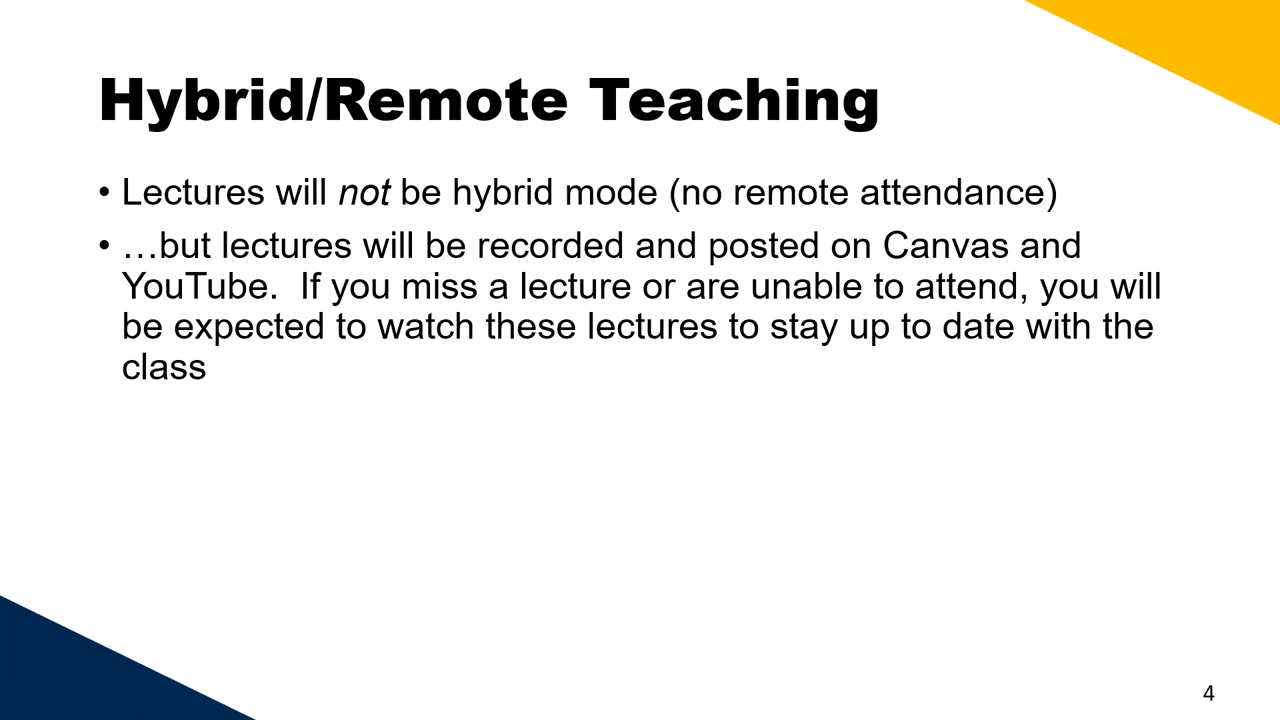 Hybrid/Remote Teaching
• Lectures will not be hybrid mode (no remote attendance)
• …but lectures will be recorded and posted on Canvas and
YouTube.  If you miss a lecture or are unable to attend, you will
be expected to watch these lectures to stay up to date with the
class
4